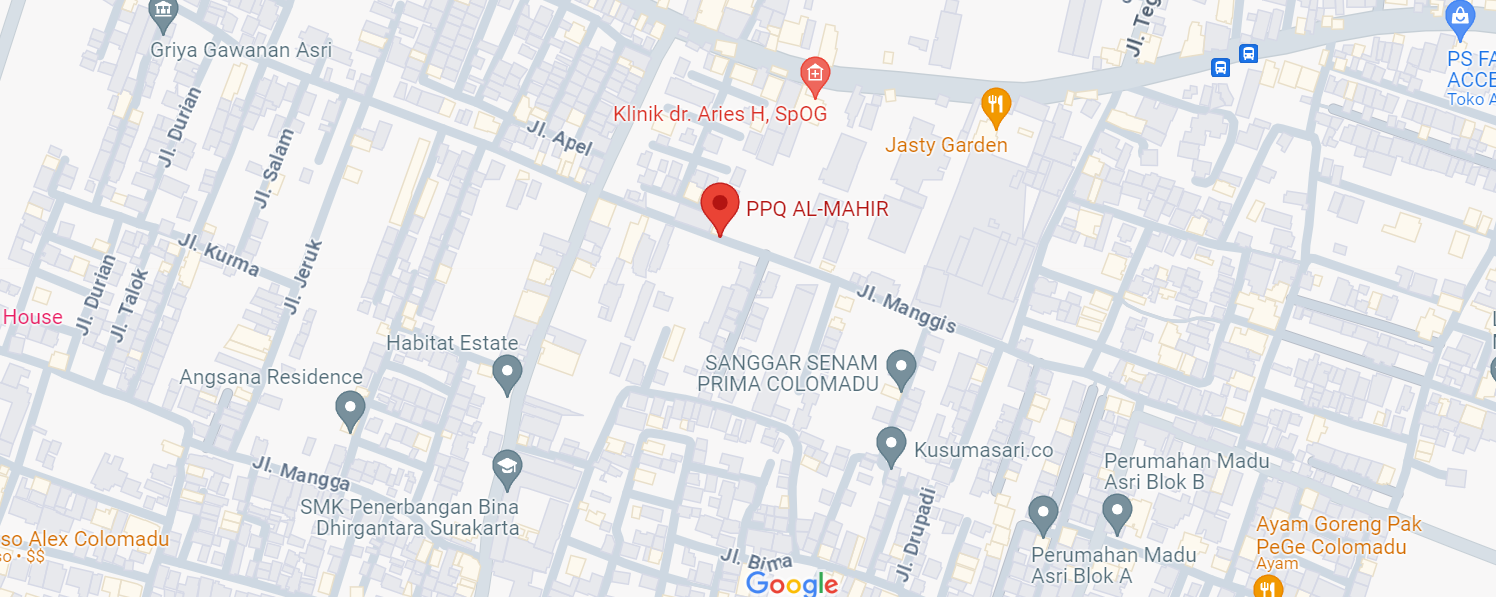 Griya Gawanan Asri
Jl. Teg
PS FA
ACCE
Toko A
Klinik dr. Aries H, SpOG
Jl. Durian
Jl. Apel
Jasty Garden
Jl. Salam
PPQ AL-MAHIR
Jl. Kurma
Jl. Jeruk
Jl. Durian
Jl. Talok
House
Jl. Manggis
Habitat Estate
Angsana Residence
SANGGAR SENAM
PRIMA COLOMADU
Kusumasari.co
Jl. Mangga
Perumahan Madu
Asri Blok B
SMK Penerbangan Bina
Dhirgantara Surakarta
so Alex Colomadu
so • $$
Jl. Drupadi
Ayam Goreng Pak
PeGe Colomadu
Ayam
Perumahan Madu
Asri Blok A
Jl. Bima
Google